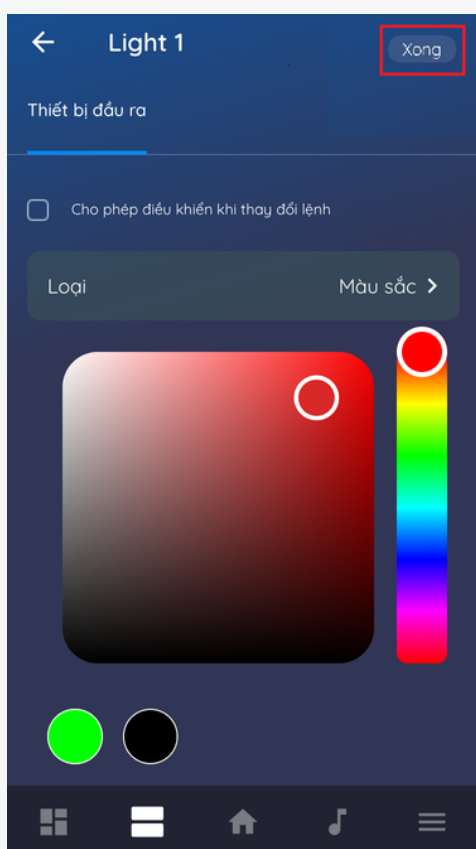 Light 1
Xong
Thiết bị đầu ra
Cho phép điều khiển khi thay đổi lệnh
Loại
Màu sắc